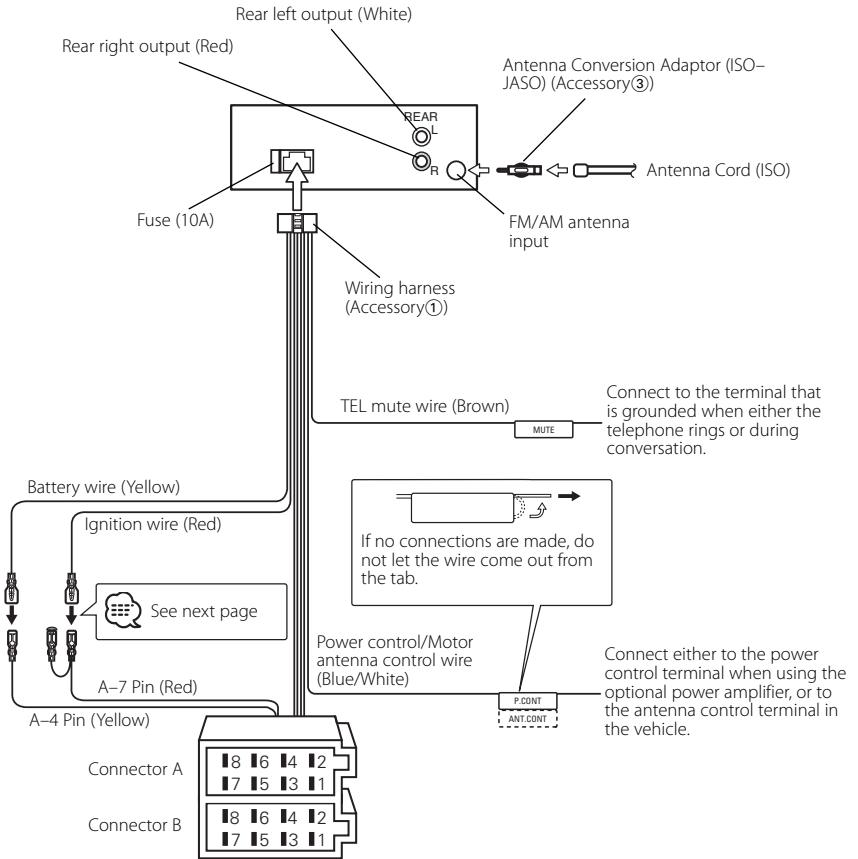 Rear left output (White)
Rear right output (Red)
Antenna Conversion Adaptor (ISO–
JASO) (Accessory③)
REAR
L
R
Antenna Cord (ISO)
Fuse (10A)
FM/AM antenna
input
Wiring harness
(Accessory①)
TEL mute wire (Brown)
MUTE
Connect to the terminal that
is grounded when either the
telephone rings or during
conversation.
Battery wire (Yellow)
Ignition wire (Red)
If no connections are made, do
not let the wire come out from
the tab.
See next page
Power control/Motor
antenna control wire
(Blue/White)
P.CONT
ANT.CONT
Connect either to the power
control terminal when using the
optional power amplifier, or to
the antenna control terminal in
the vehicle.
A–7 Pin (Red)
A–4 Pin (Yellow)
Connector A
8 6 4 2
7 5 3 1
Connector B
8 6 4 2
7 5 3 1